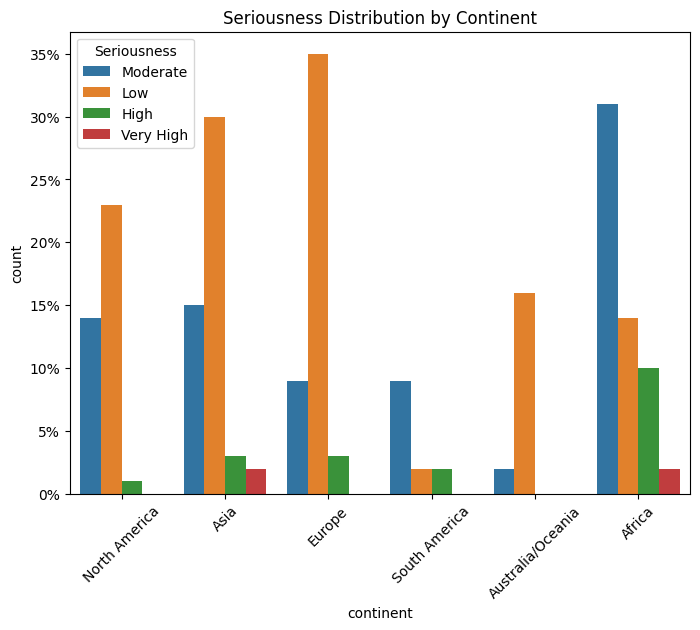 Seriousness Distribution by Continent
Seriousness
Moderate
Low
High
Very High
35%
30%
25%
20%
15%
10%
5%
0%
count
North America
Asia
Europe
South America
Australia/Oceania
Africa
continent